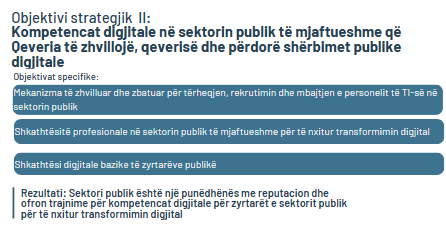 Objektivi strategjik II:
Kompetencat digjitale në sektorin publik të mjaftueshme që
Qeveria të zhvillojë, qeverisë dhe përdorë shërbimet publike
digjitale
Objektivat specifike:
Mekanizma të zhvilluar dhe zbatuar për tërheqjen, rekrutimin dhe mbajtjen e personelit të TI-së në
sektorin publik
Shkathtësitë profesionale në sektorin publik të mjaftueshme për të nxitur transformimin digital
Shkathtësi digjitale bazike të zyrtarëve publikë
Rezultati: Sektori publik është një punëdhënës me reputacion dhe
ofron trajnime për kompetencat digjitale për zyrtarët e sektorit publik
për të nxitur transformimin digjital